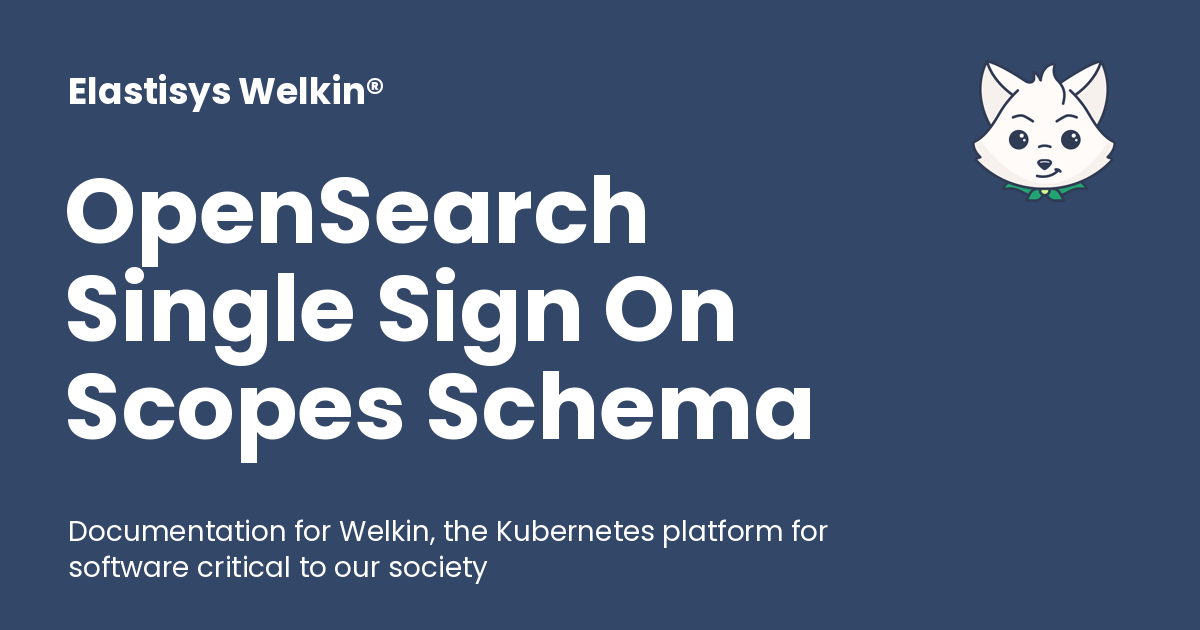 Elastisys Welkin®
OpenSearch
Single Sign On
Scopes Schema
Documentation for Welkin, the Kubernetes platform for
software critical to our society